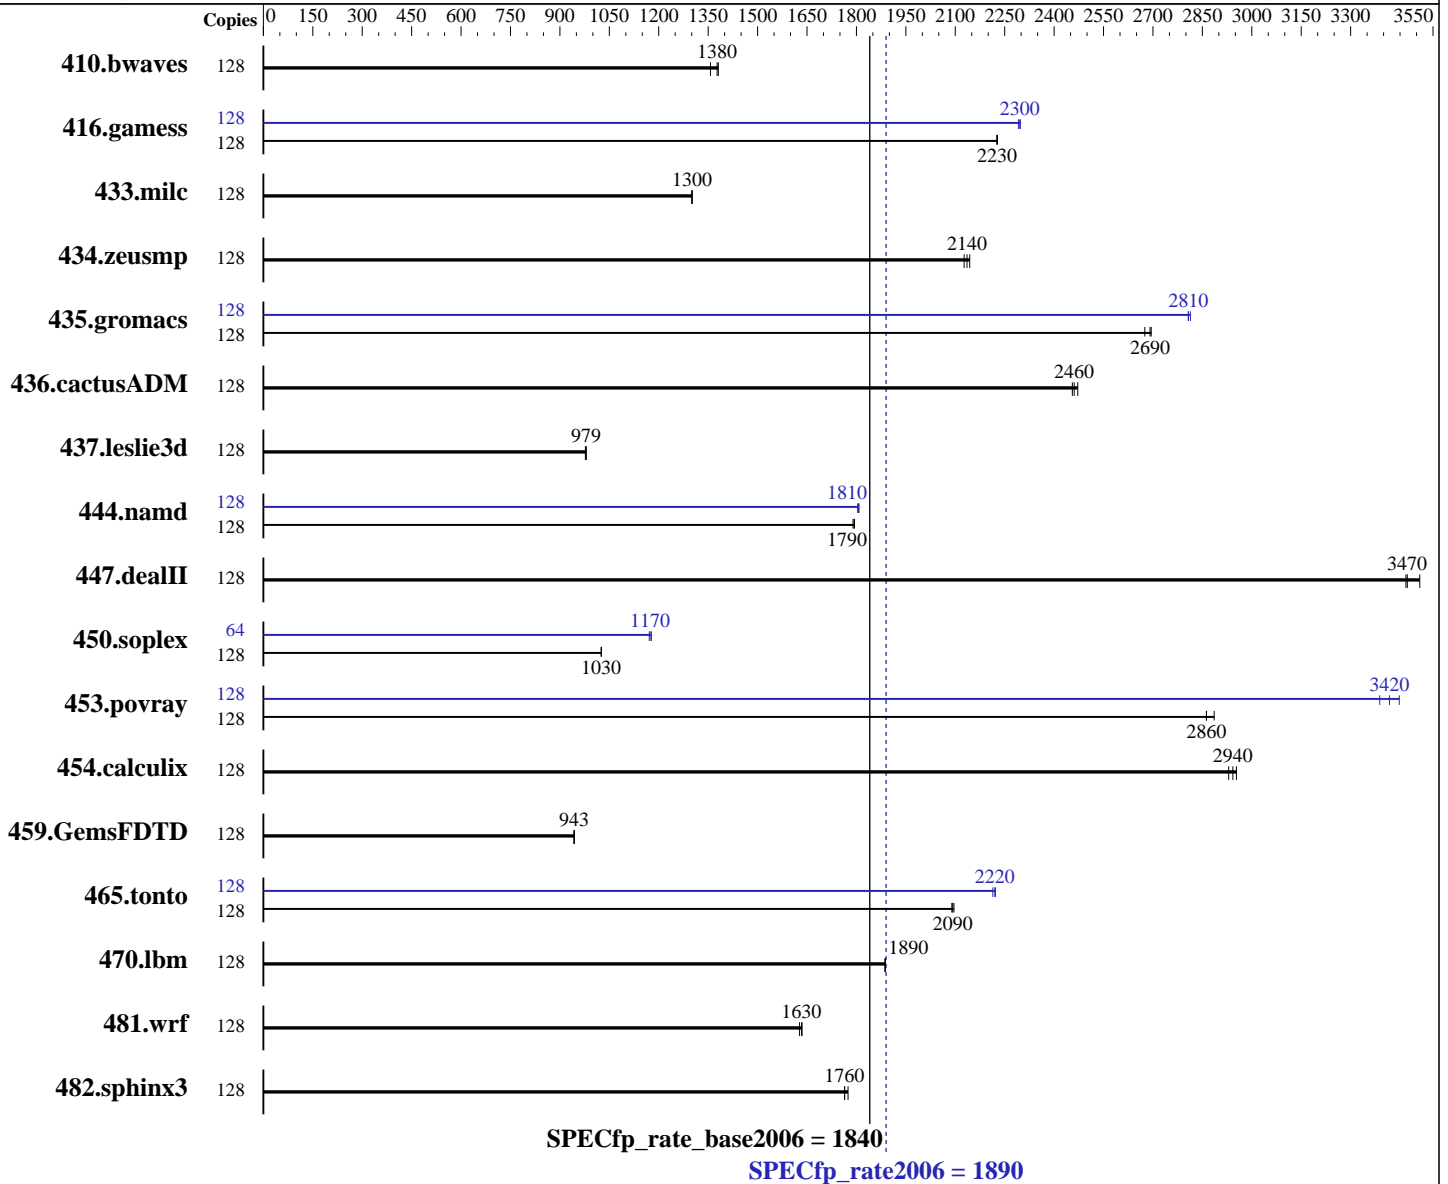 Copies 0 150 300 450 600 750 900 1050 1200 1350 1500 1650 1800 1950 2100 2250 2400 2550 2700 2850 3000 3150 3300 3550
410.bwaves 128 1380
416.gamess 128 2300
128 2230
433.milc 128 1300
434.zeusmp 128 2140
435.gromacs 128 2810
128 2690
436.cactusADM 128 2460
437.leslie3d 128 979
444.namd 128 1810
128 1790
447.dealII 128 3470
450.soplex 64 1170
128 1030
453.povray 128 3420
128 2860
454.calculix 128 2940
459.GemsFDTD 128 943
465.tonto 128 2220
128 2090
470.lbm 128 1890
481.wrf 128 1630
482.sphinx3 128 1760
SPECfp_rate_base2006 = 1840
SPECfp_rate2006 = 1890